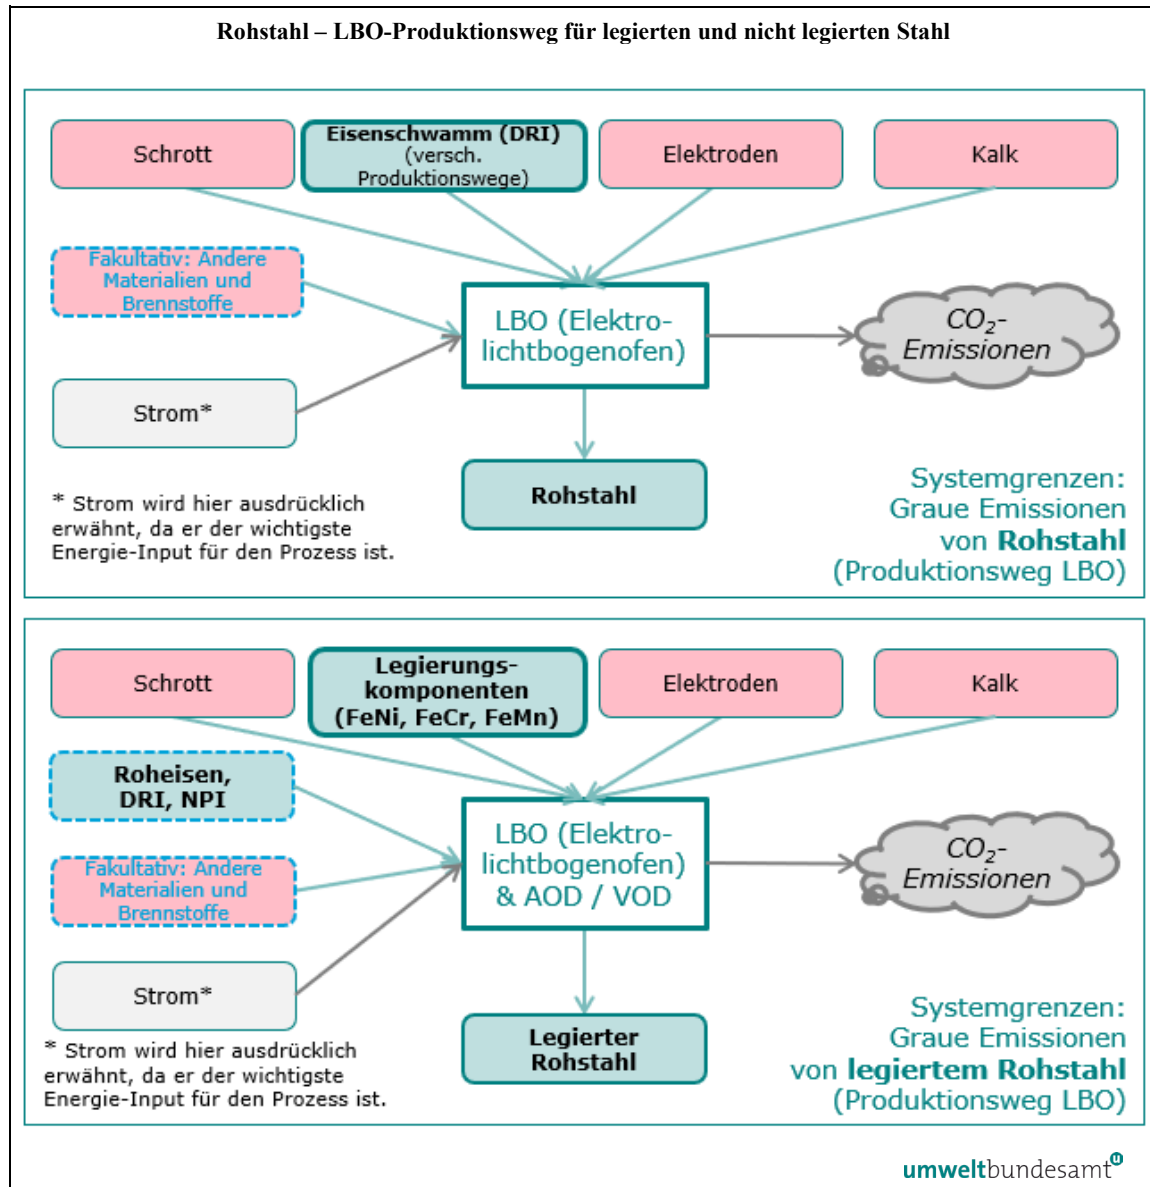 Rohstahl – LBO-Produktionsweg für legierten und nicht legierten Stahl
Schrott
Eisenschwamm (DRI)
(versch.
Produktionswege)
Elektroden
Kalk
Fakultativ: Andere
Materialien und
Brennstoffe
LBO (Elektro-
lichtbogenofen)
CO₂-
Emissionen
Strom*
Rohstahl
* Strom wird hier ausdrücklich
erwähnt, da er der wichtigste
Energie-Input für den Prozess ist.
Systemgrenzen:
Graue Emissionen
von Rohstahl
(Produktionsweg LBO)
Schrott
Legierungs-
komponenten
(FeNi, FeCr, FeMn)
Elektroden
Kalk
Roheisen,
DRI, NPI
LBO (Elektro-
lichtbogenofen)
& AOD / VOD
CO₂-
Emissionen
Fakultativ: Andere
Materialien und
Brennstoffe
Strom*
Legierter
Rohstahl
* Strom wird hier ausdrücklich
erwähnt, da er der wichtigste
Energie-Input für den Prozess ist.
Systemgrenzen:
Graue Emissionen
von legiertem Rohstahl
(Produktionsweg LBO)
umweltbundesamt